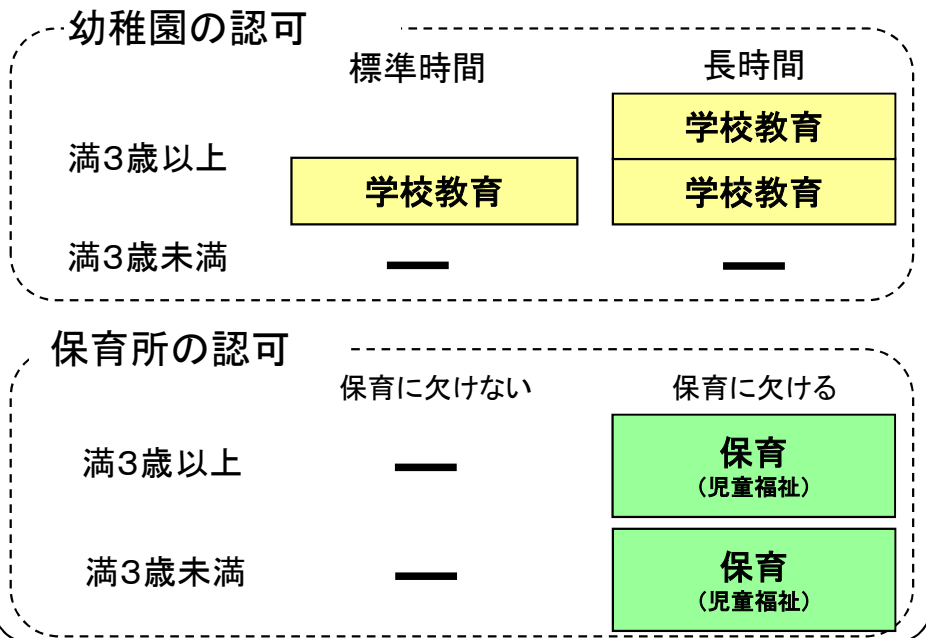 幼稚園の認可
標準時間 長時間
学校教育
満３歳以上
学校教育 学校教育
満３歳未満 ー ー
保育所の認可
保育に欠けない 保育に欠ける
満３歳以上 ー 保育
（児童福祉）
満３歳未満 ー 保育
（児童福祉）